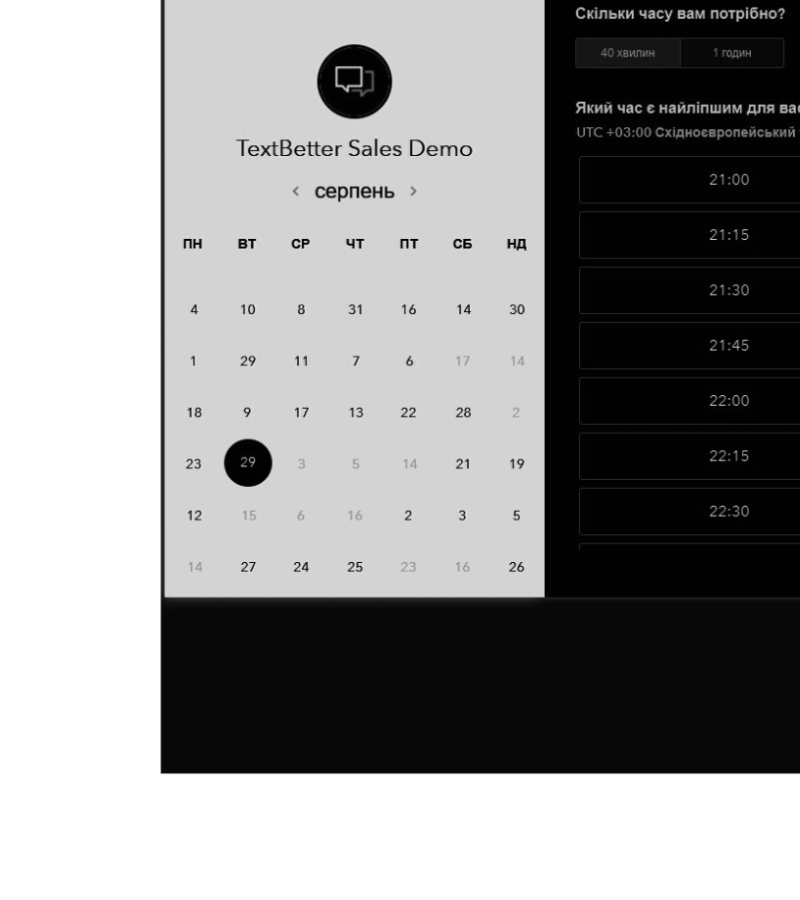 TextBetter Sales Demo
‹ серпень ›
ПН ВТ СР ЧТ ПТ СБ НД
4 10 8 31 16 14 30
1 29 11 7 6 17 14
18 9 17 13 22 28 2
23 29 3 5 14 21 19
12 15 6 16 2 3 5
14 27 24 25 23 16 26
Скільки часу вам потрібно?
40 хвилин 1 годин
Який час є найліпшим для вас
UTC +03:00 Східноєвропейський
21:00
21:15
21:30
21:45
22:00
22:15
22:30